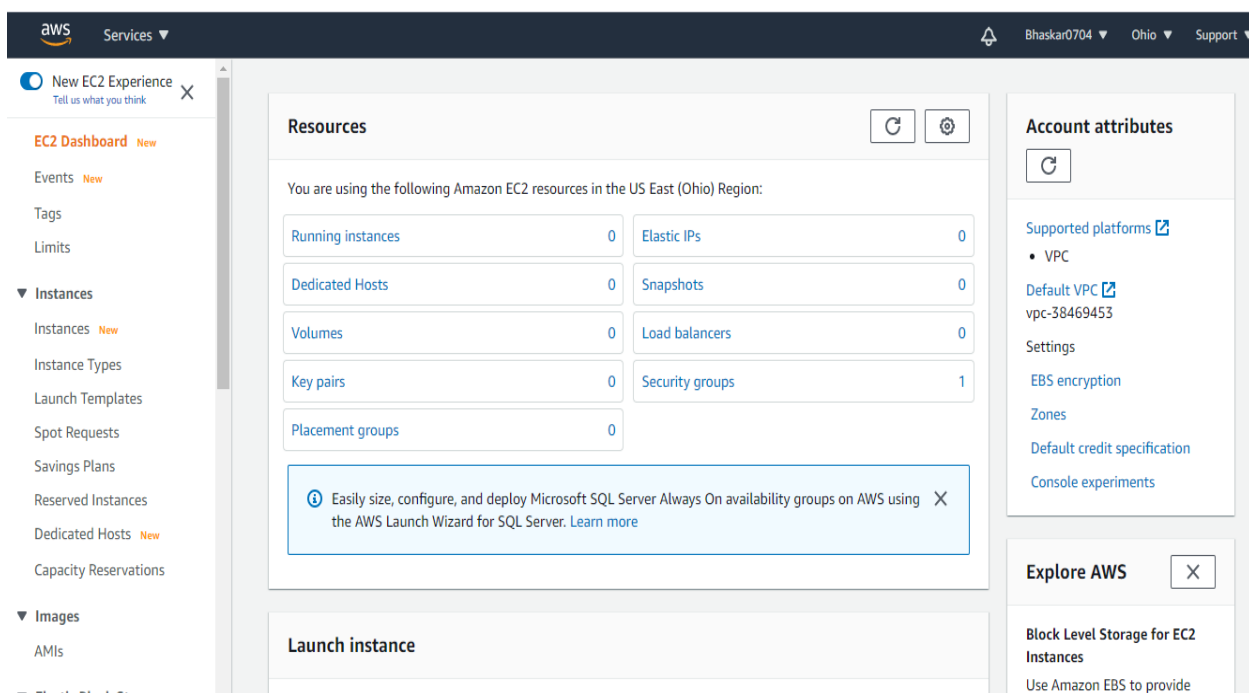 aws
Services ▼
Bhaskar0704 ▼
Ohio ▼
Support ▼
New EC2 Experience
Tell us what you think
EC2 Dashboard New
Events New
Tags
Limits
▼ Instances
Instances New
Instance Types
Launch Templates
Spot Requests
Savings Plans
Reserved Instances
Dedicated Hosts New
Capacity Reservations
▼ Images
AMIs
Resources
You are using the following Amazon EC2 resources in the US East (Ohio) Region:
Running instances 0
Elastic IPs 0
Dedicated Hosts 0
Snapshots 0
Volumes 0
Load balancers 0
Key pairs 0
Security groups 1
Placement groups 0
Easily size, configure, and deploy Microsoft SQL Server Always On availability groups on AWS using
the AWS Launch Wizard for SQL Server. Learn more
Launch instance
Account attributes
Supported platforms
• VPC
Default VPC
vpc-38469453
Settings
EBS encryption
Zones
Default credit specification
Console experiments
Explore AWS
Block Level Storage for EC2
Instances
Use Amazon EBS to provide